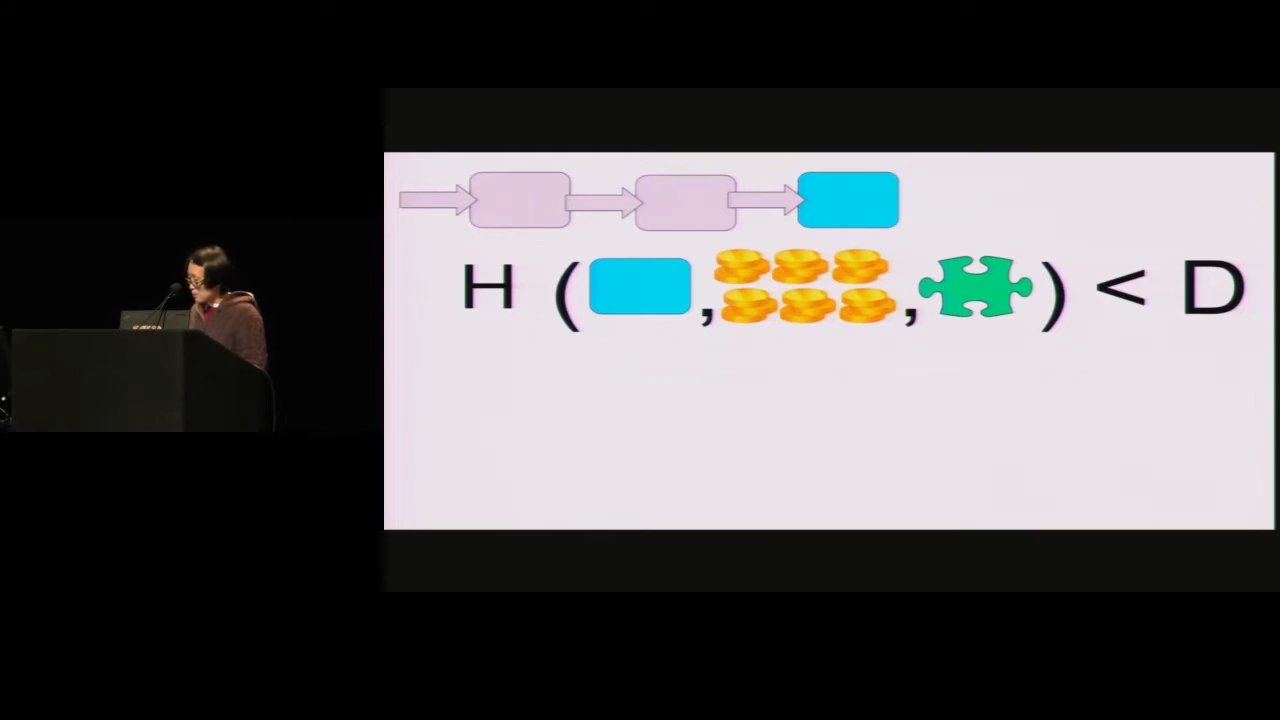 H ( , , ) < D